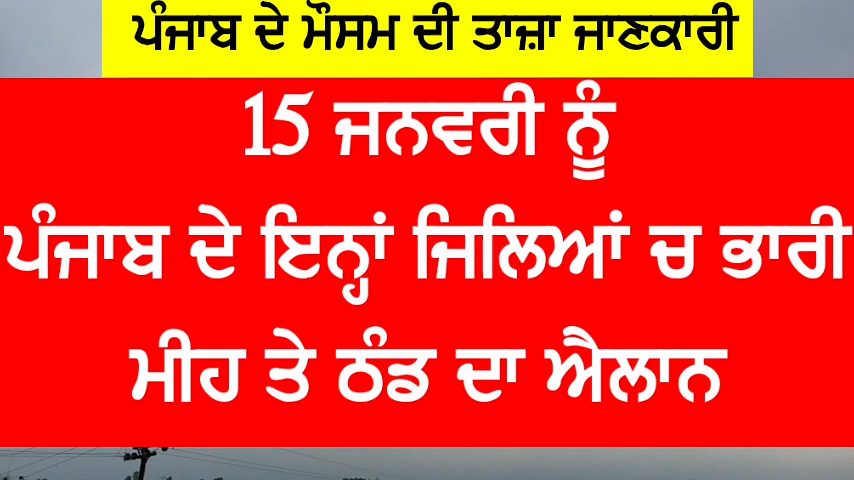 ਪੰਜਾਬ ਦੇ ਮੌਸਮ ਦੀ ਤਾਜ਼ਾ ਜਾਣਕਾਰੀ
15 ਜਨਵਰੀ ਨੂੰ
ਪੰਜਾਬ ਦੇ ਇਨ੍ਹਾਂ ਜਿਲਿਆਂ ਚ ਭਾਰੀ
ਮੀਹ ਤੇ ਠੰਡ ਦਾ ਐਲਾਨ